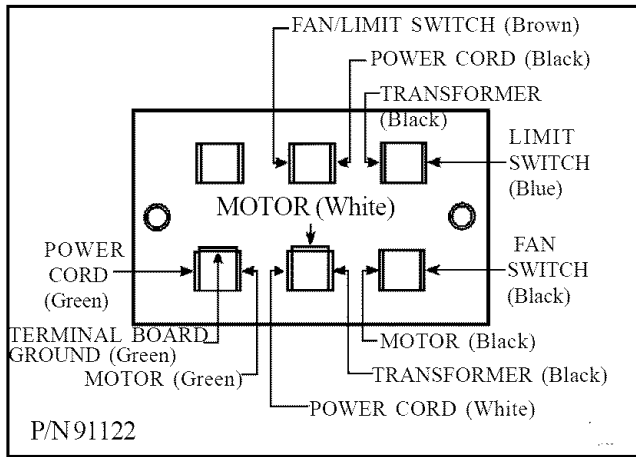 FAN/LIMIT SWITCH (Brown)
POWER CORD (Black)
TRANSFORMER
(Black)
LIMIT
SWITCH
(Blue)
MOTOR (White)
POWER
CORD
(Green)
FAN
SWITCH
(Black)
TERMINAL BOARD
GROUND (Green)
MOTOR (Black)
MOTOR (Green)
TRANSFORMER (Black)
POWER CORD (White)
P/N 91122